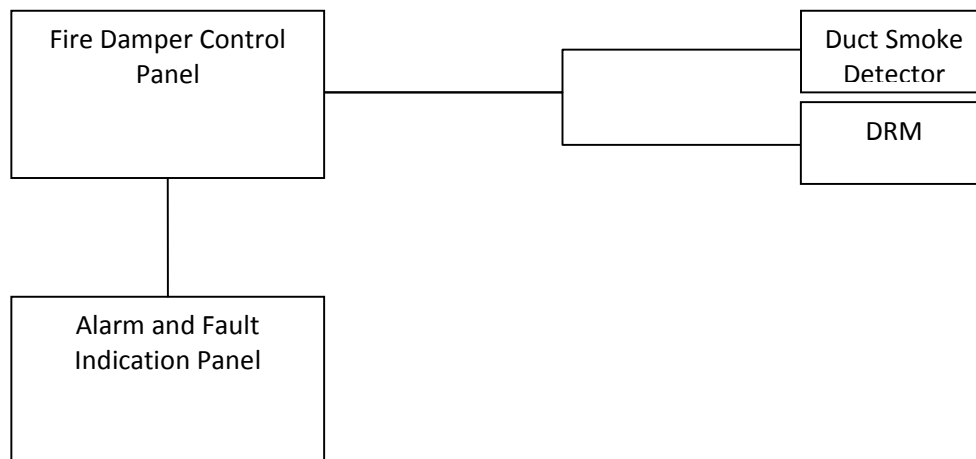 Fire Damper Control
Panel
Duct Smoke
Detector
DRM
Alarm and Fault
Indication Panel